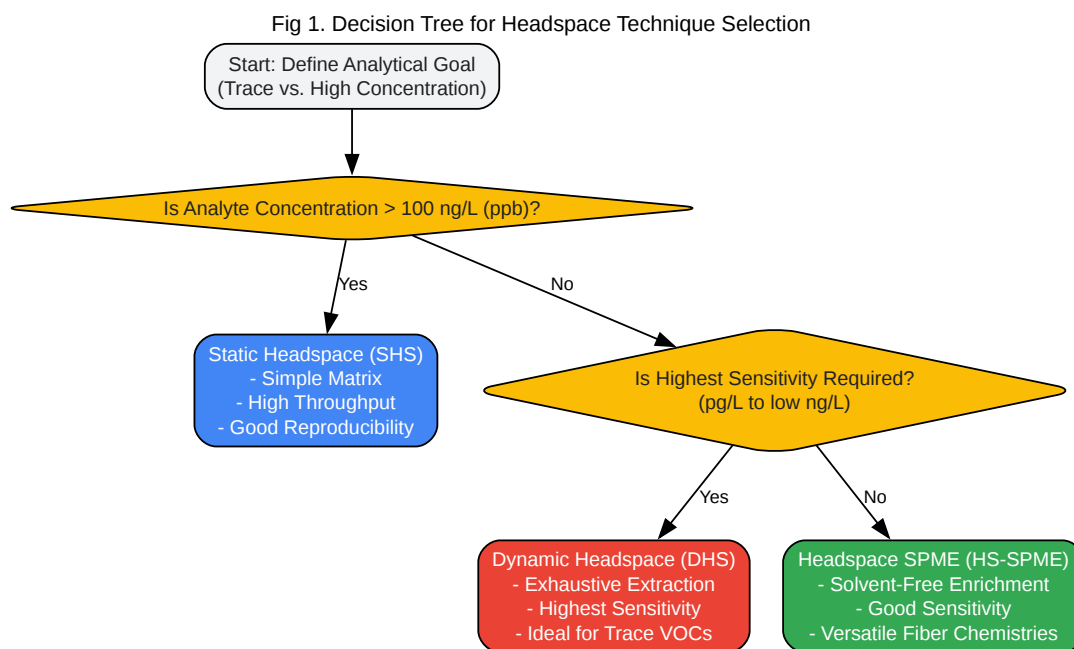 Fig 1. Decision Tree for Headspace Technique Selection
Start: Define Analytical Goal
(Trace vs. High Concentration)
Is Analyte Concentration > 100 ng/L (ppb)?
Yes
No
Static Headspace (SHS)
- Simple Matrix
- High Throughput
- Good Reproducibility
Is Highest Sensitivity Required?
(pg/L to low ng/L)
Yes
No
Dynamic Headspace (DHS)
- Exhaustive Extraction
- Highest Sensitivity
- Ideal for Trace VOCs
Headspace SPME (HS-SPME)
- Solvent-Free Enrichment
- Good Sensitivity
- Versatile Fiber Chemistries